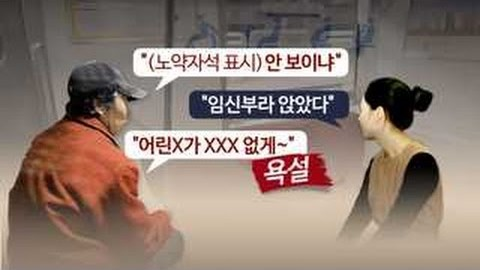 "(노약자석 표시) 안 보이냐"
"임신부라 앉았다"
"어린X가 XXX 없게~"
욕설